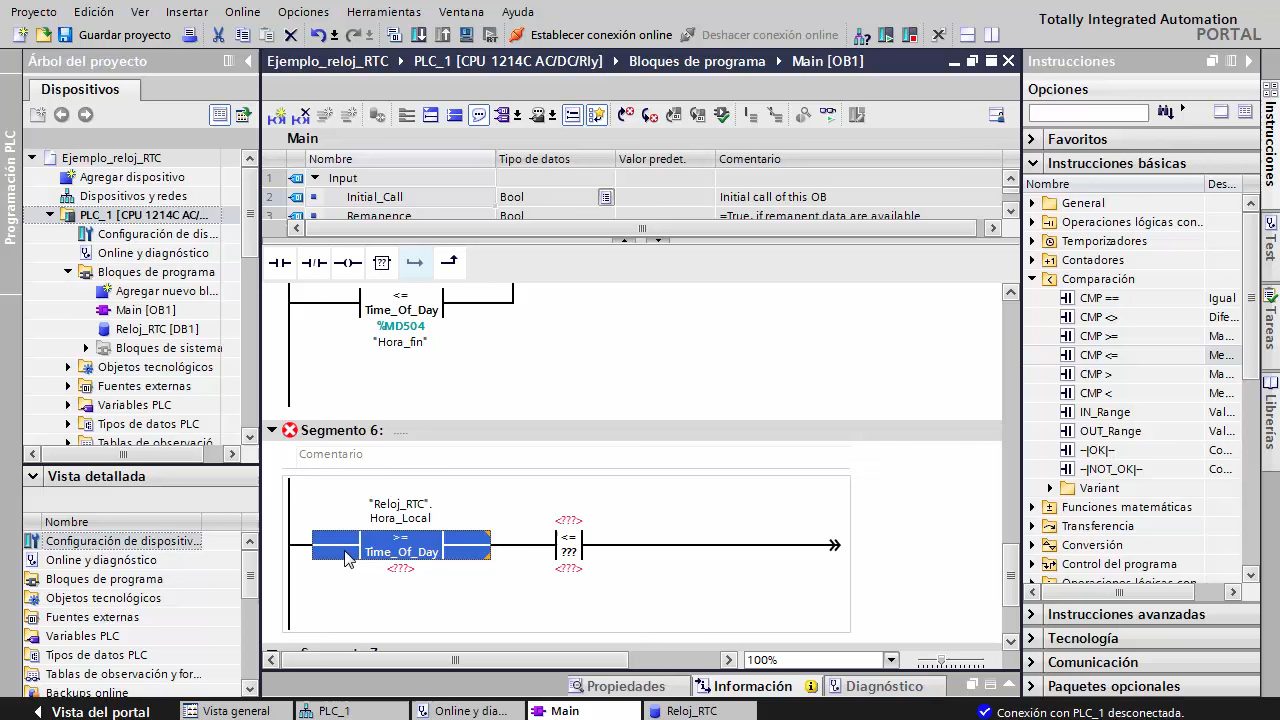 Proyecto Edición Ver Insertar Online Opciones Herramientas Ventana Ayuda
Guardar proyecto
Establecer conexión online
Deshacer conexión online
Totally Integrated Automation
PORTAL
Árbol del proyecto
Ejemplo_reloj_RTC
PLC_1 [CPU 1214C AC/DC/Rly]
Bloques de programa
Main [OB1]
Instrucciones
Dispositivos
Opciones
Programación PLC
Ejemplo_reloj_RTC
Agregar dispositivo
Dispositivos y redes
PLC_1 [CPU 1214C AC/...
Configuración de dis...
Online y diagnóstico
Bloques de programa
Agregar nuevo bl...
Main [OB1]
Reloj_RTC [DB1]
Bloques de sistema
Objetos tecnológicos
Fuentes externas
Variables PLC
Tipos de datos PLC
Tablas de observació
Vista detallada
Nombre
Configuración de dispositiv...
Online y diagnóstico
Bloques de programa
Objetos tecnológicos
Fuentes externas
Variables PLC
Tipos de datos PLC
Tablas de observación y for...
Backups online
Main
Nombre Tipo de datos Valor predet. Comentario
1 Input
2 Initial_Call Bool Initial call of this OB
3 Remanence Bool =True, if remanent data are available
??
<=
Time_Of_Day
%MD504
"Hora_fin"
Segmento 6: .....
Comentario
"Reloj_RTC".
Hora_Local
>=
Time_Of_Day
<???>
<???>
<=
???
<???>
100%
Propiedades
Información
Diagnóstico
Favoritos
Instrucciones básicas
Nombre Des...
General
Operaciones lógicas con...
Temporizadores
Contadores
Comparación
CMP == Igual
CMP <> Dife...
CMP >= Ma...
CMP <= Me...
CMP > Ma...
CMP < Me...
IN_Range Val...
OUT_Range Val...
–|OK|– Co...
–|NOT_OK|– Co...
Variant
Funciones matemáticas
Transferencia
Conversión
Control del programa
Instrucciones avanzadas
Tecnología
Comunicación
Paquetes opcionales
Instrucciones
Test
Tareas
Librerías
Vista del portal
Vista general
PLC_1
Online y dia...
Main
Reloj_RTC
Conexión con PLC_1 desconectada.